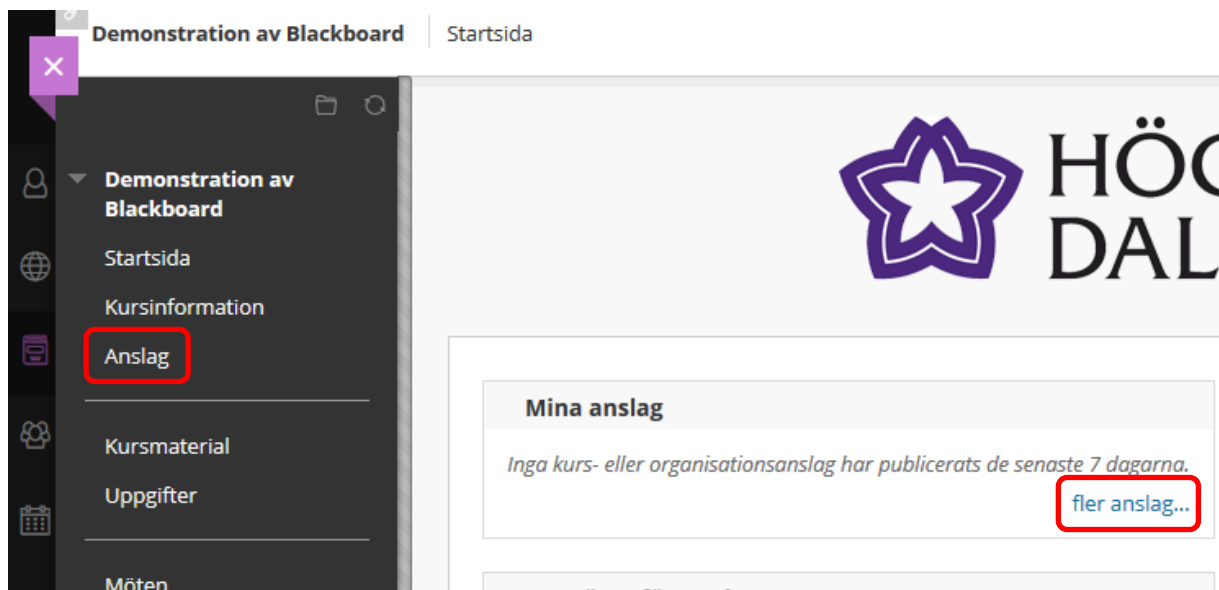 Demonstration av Blackboard Startsida
Demonstration av
Blackboard
Startsida
Kursinformation
Anslag
Kursmaterial
Uppgifter
Möten
HÖG
DAL
Mina anslag
Inga kurs- eller organisationsanslag har publicerats de senaste 7 dagarna.
fler anslag...